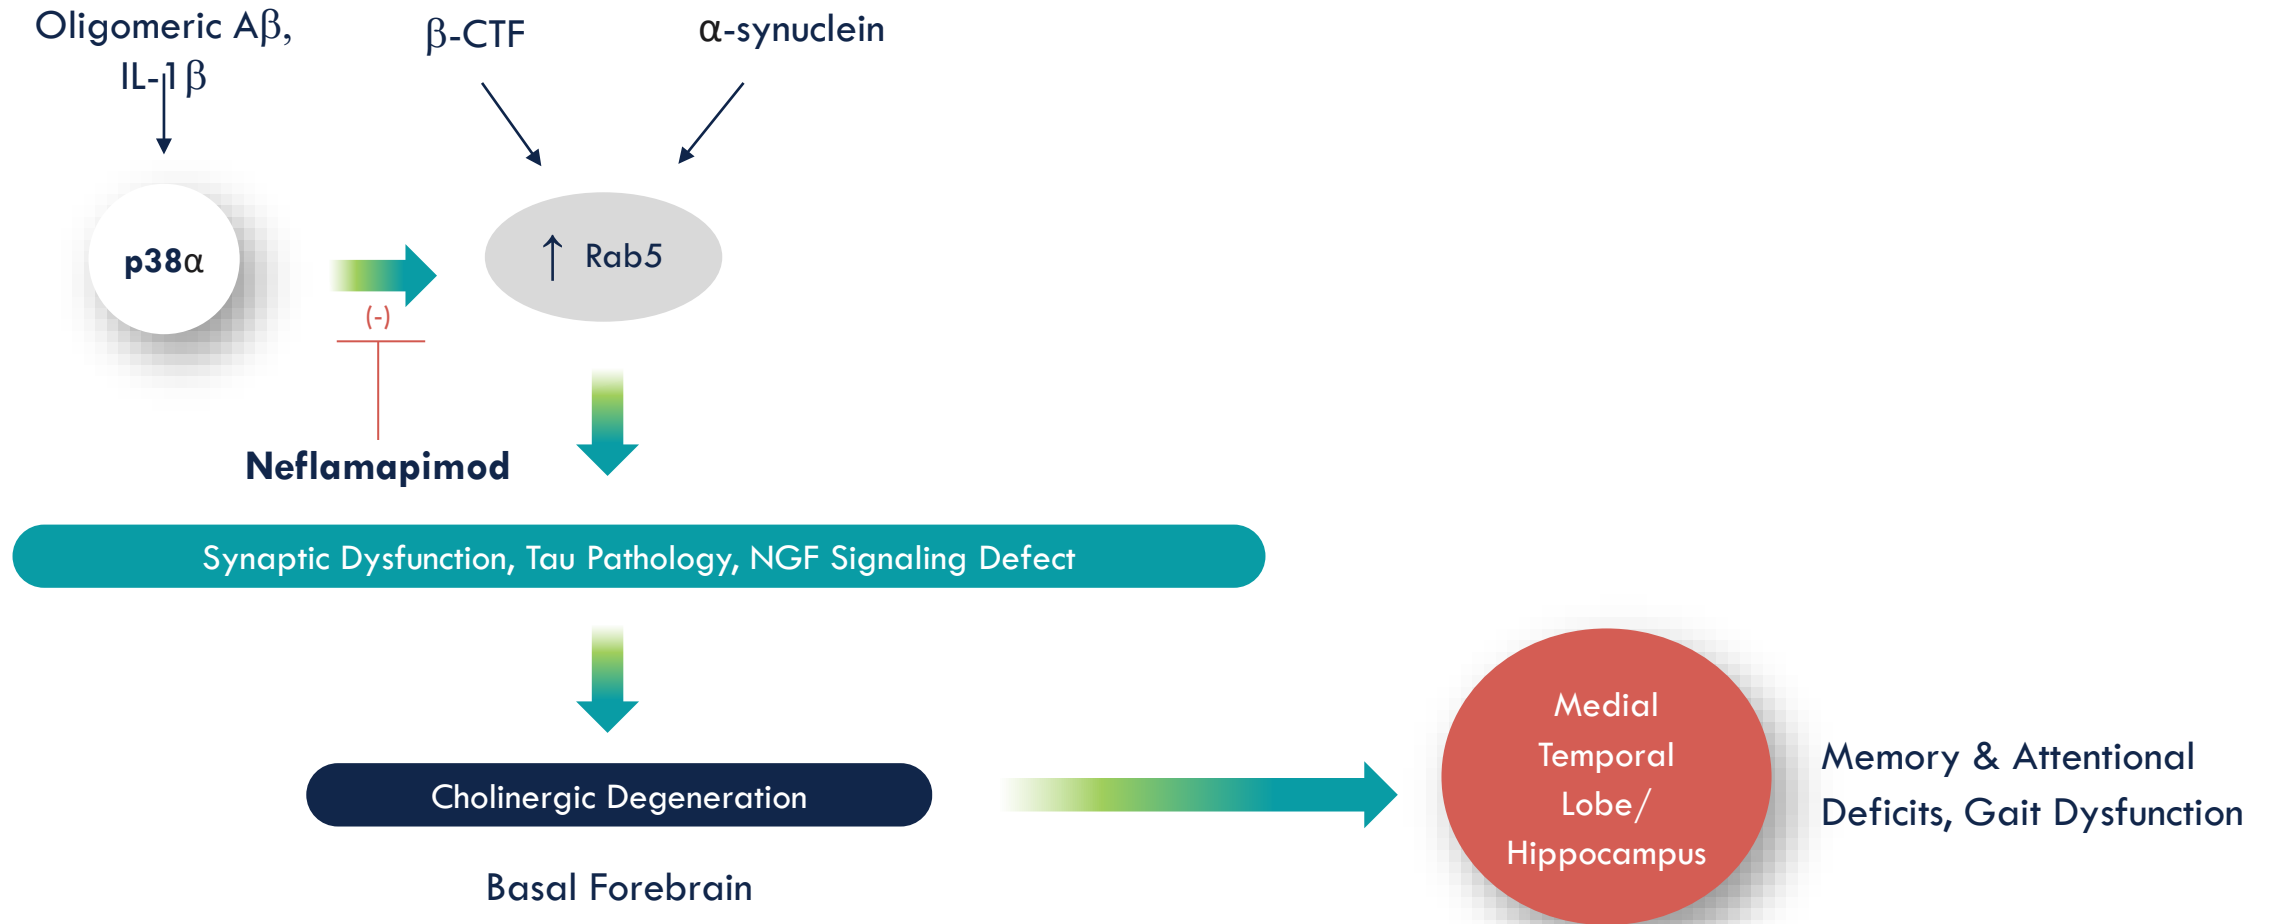 Oligomeric Aβ,
IL-1β
β-CTF
α-synuclein
p38α
↑ Rab5
(-)
Neflamapimod
Synaptic Dysfunction, Tau Pathology, NGF Signaling Defect
Cholinergic Degeneration
Basal Forebrain
Medial
Temporal
Lobe/
Hippocampus
Memory & Attentional
Deficits, Gait Dysfunction